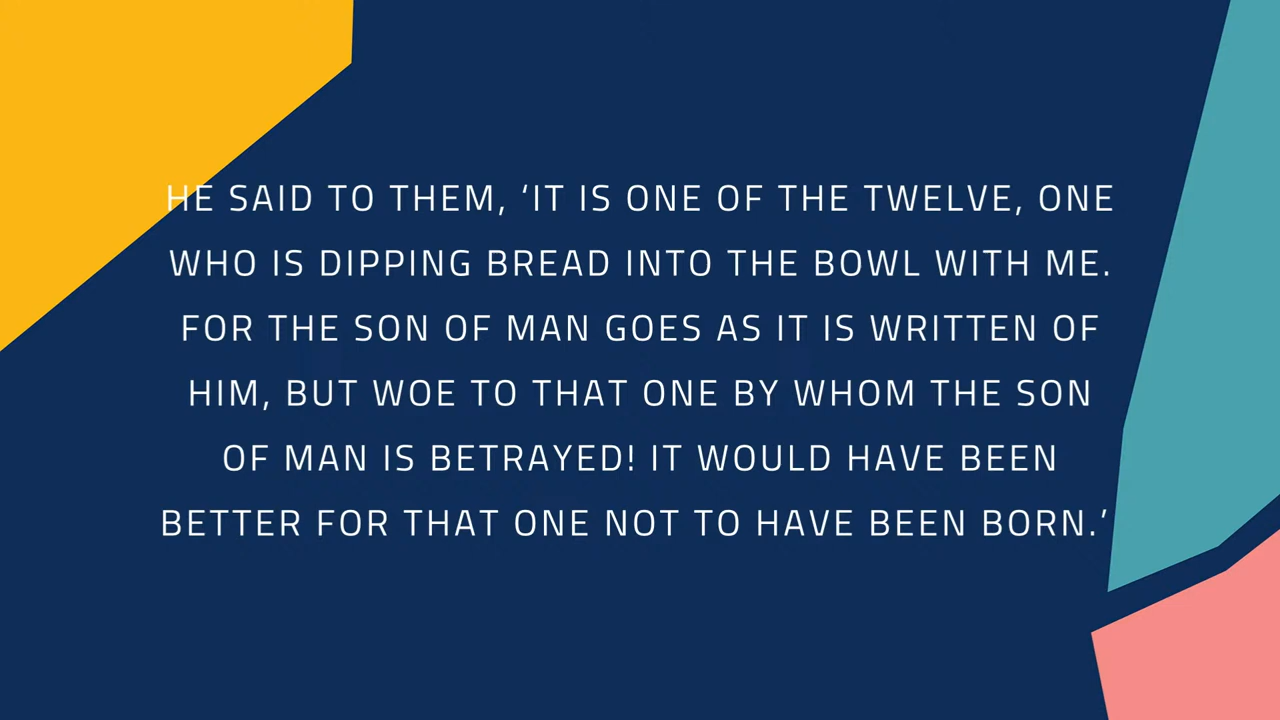 HE SAID TO THEM, ‘IT IS ONE OF THE TWELVE, ONE
WHO IS DIPPING BREAD INTO THE BOWL WITH ME.
FOR THE SON OF MAN GOES AS IT IS WRITTEN OF
HIM, BUT WOE TO THAT ONE BY WHOM THE SON
OF MAN IS BETRAYED! IT WOULD HAVE BEEN
BETTER FOR THAT ONE NOT TO HAVE BEEN BORN.’